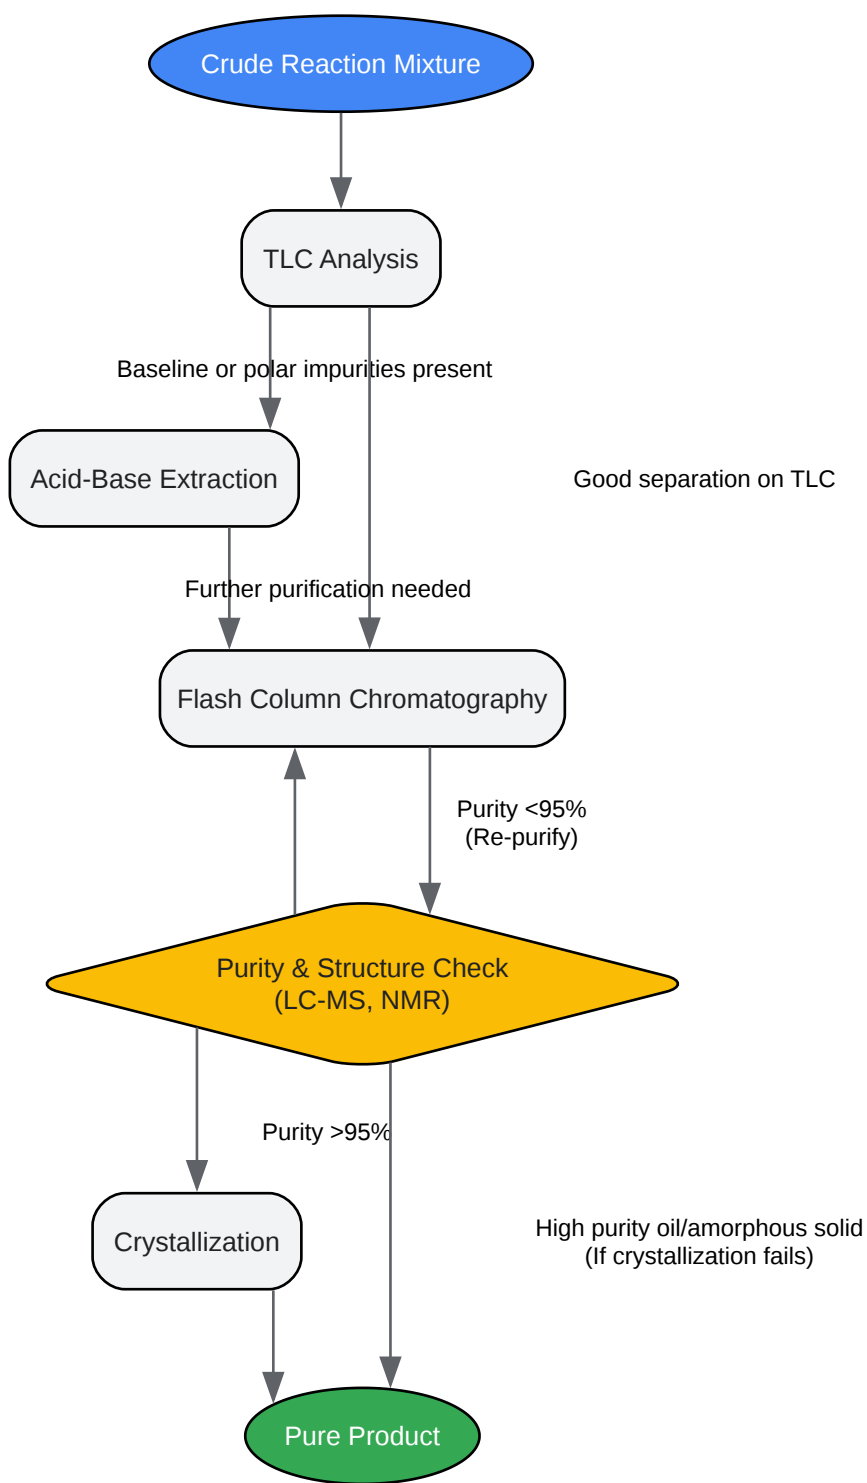 Crude Reaction Mixture
TLC Analysis
Baseline or polar impurities present
Acid-Base Extraction
Good separation on TLC
Further purification needed
Flash Column Chromatography
Purity <95%
(Re-purify)
Purity & Structure Check
(LC-MS, NMR)
Purity >95%
Crystallization
High purity oil/amorphous solid
(If crystallization fails)
Pure Product